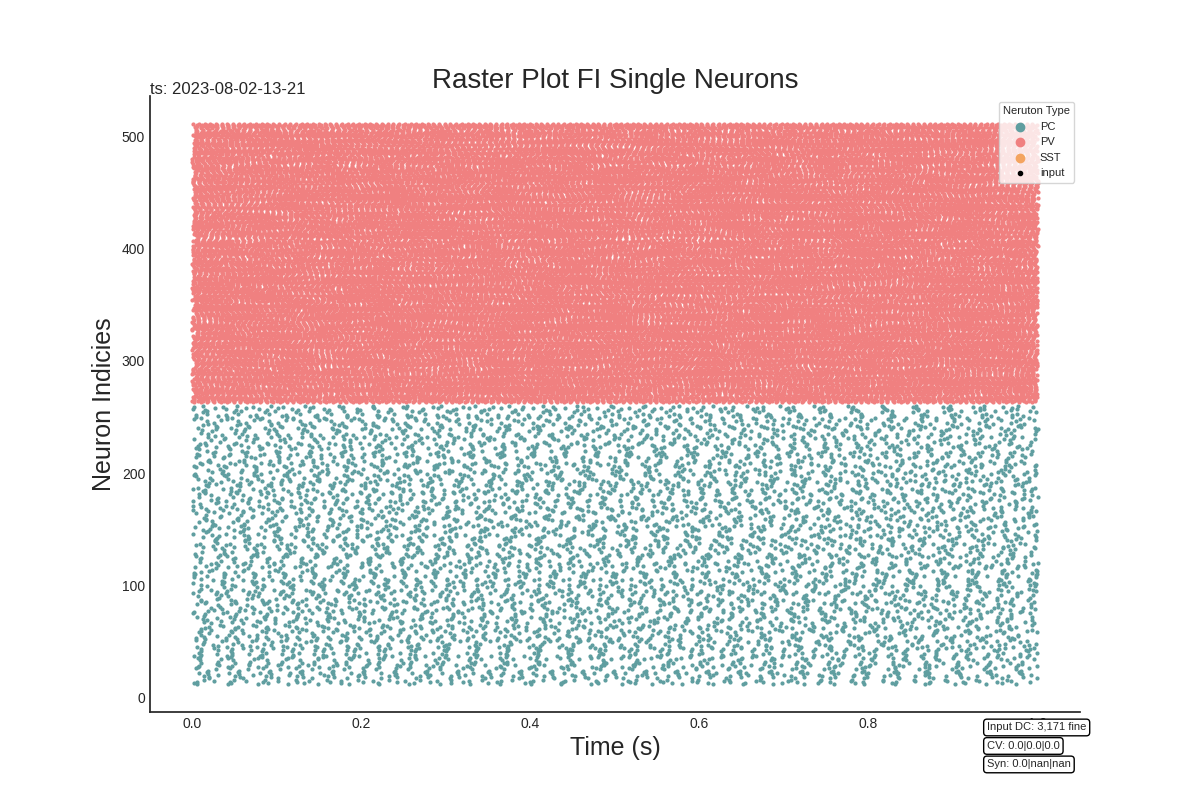 Raster Plot FI Single Neurons
ts: 2023-08-02-13-21
Neruton Type
PC
PV
SST
input
500
400
300
200
100
0
Neuron Indicies
0.0 0.2 0.4 0.6 0.8
Time (s)
Input DC: 3,171 fine
CV: 0.0|0.0|0.0
Syn: 0.0|nan|nan